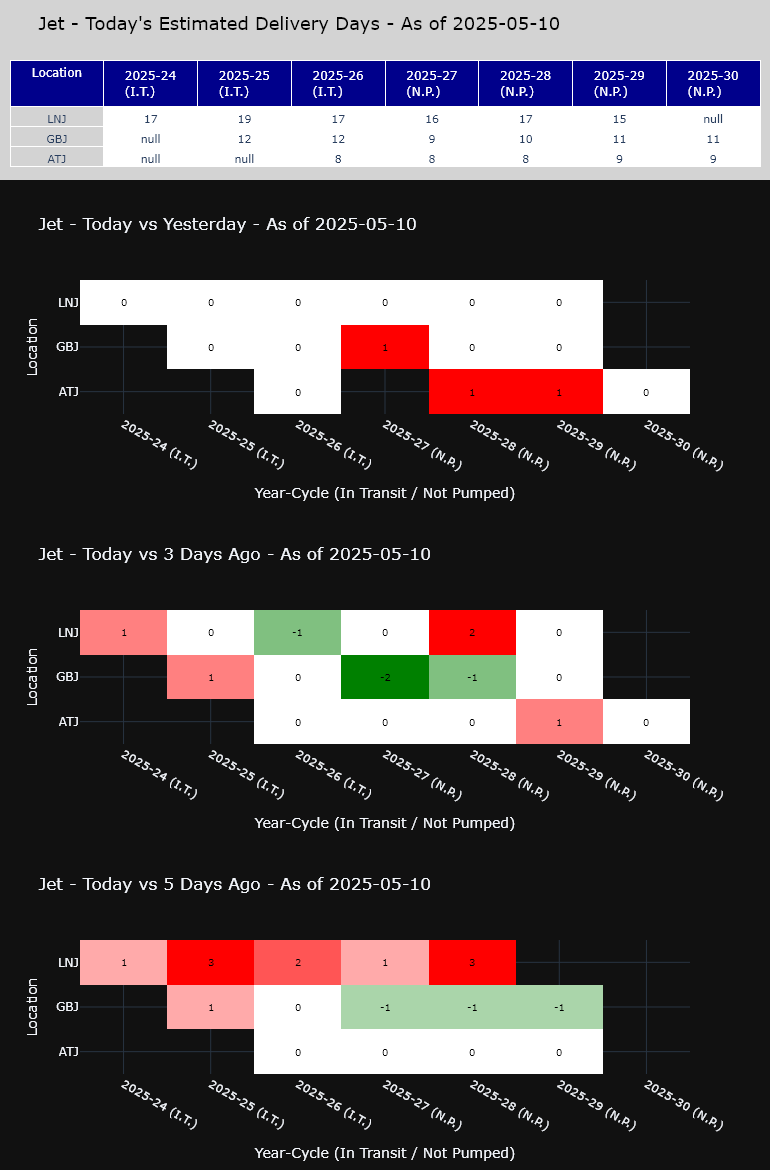 Jet - Today's Estimated Delivery Days - As of 2025-05-10
Location 2025-24 (I.T.) 2025-25 (I.T.) 2025-26 (I.T.) 2025-27 (N.P.) 2025-28 (N.P.) 2025-29 (N.P.) 2025-30 (N.P.)
LNJ 17 19 17 16 17 15 null
GBJ null 12 12 9 10 11 11
ATJ null null 8 8 8 9 9
Jet - Today vs Yesterday - As of 2025-05-10
LNJ 0 0 0 0 0 0
GBJ 0 0 1 0 0
ATJ 0 1 1 0
Location
2025-24 (I.T.) 2025-25 (I.T.) 2025-26 (I.T.) 2025-27 (N.P.) 2025-28 (N.P.) 2025-29 (N.P.) 2025-30 (N.P.)
Year-Cycle (In Transit / Not Pumped)
Jet - Today vs 3 Days Ago - As of 2025-05-10
LNJ 1 0 -1 0 2 0
GBJ 1 0 -2 -1 0
ATJ 0 0 0 1 0
Location
2025-24 (I.T.) 2025-25 (I.T.) 2025-26 (I.T.) 2025-27 (N.P.) 2025-28 (N.P.) 2025-29 (N.P.) 2025-30 (N.P.)
Year-Cycle (In Transit / Not Pumped)
Jet - Today vs 5 Days Ago - As of 2025-05-10
LNJ 1 3 2 1 3
GBJ 1 0 -1 -1 -1
ATJ 0 0 0 0
Location
2025-24 (I.T.) 2025-25 (I.T.) 2025-26 (I.T.) 2025-27 (N.P.) 2025-28 (N.P.) 2025-29 (N.P.) 2025-30 (N.P.)
Year-Cycle (In Transit / Not Pumped)